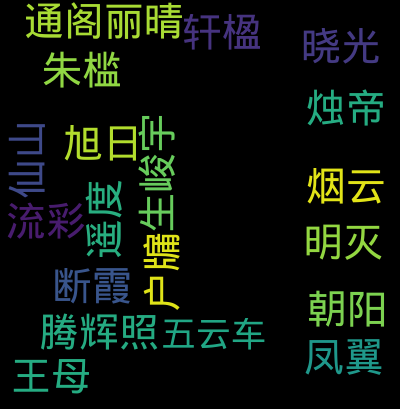 通阁丽晴
轩楹
晓光
朱槛
烛帝
仙山
旭日
生峻宇
烟云
流彩
遥度
明灭
户牖
断霞
朝阳
腾辉照
五云车
凤翼
王母